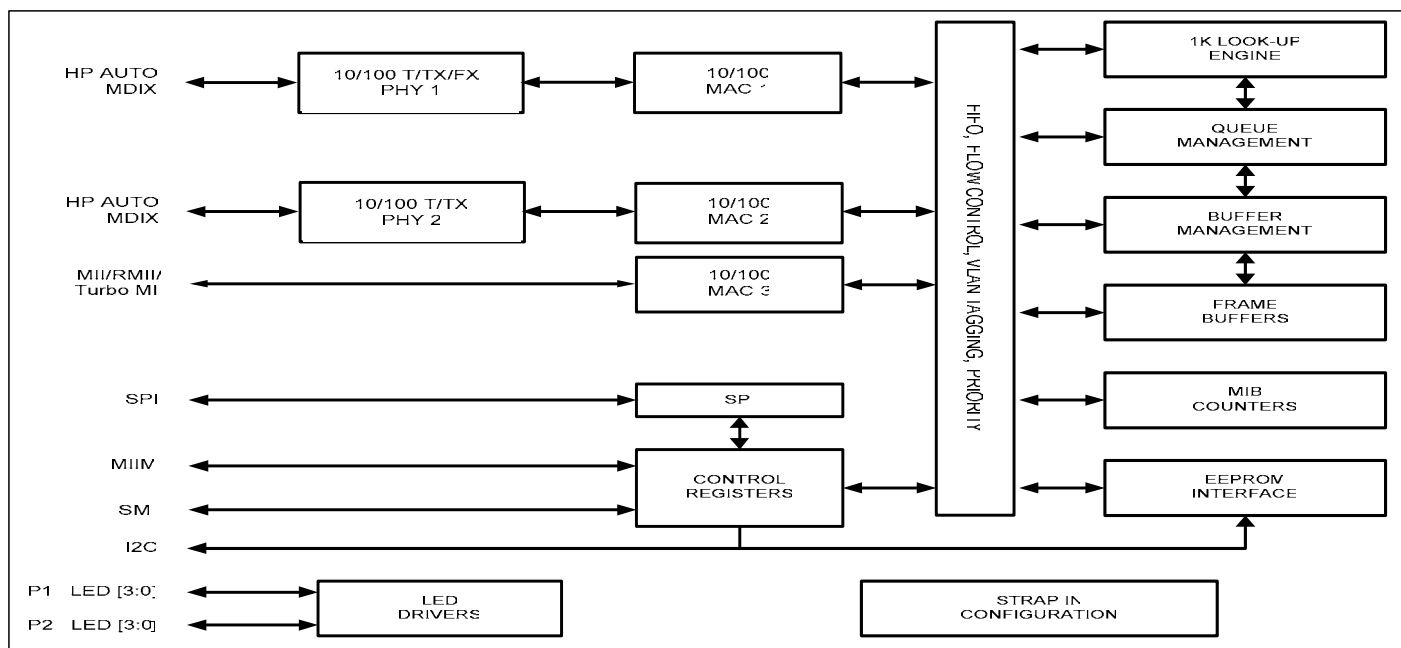 HP AUTO
MDIX
10/100 T/TX/FX
PHY 1
10/100
MAC 1
1K LOOK-UP
ENGINE
QUEUE
MANAGEMENT
HP AUTO
MDIX
10/100 T/TX
PHY 2
10/100
MAC 2
BUFFER
MANAGEMENT
MII/RMII/
Turbo MI
10/100
MAC 3
FIFO, FLOW CONTROL, VLAN TAGGING, PRIORITY
FRAME
BUFFERS
SPI
SP
MIB
COUNTERS
MIIM
CONTROL
REGISTERS
EEPROM
INTERFACE
SM
I2C
P1 LED [3:0]
LED
DRIVERS
STRAP IN
CONFIGURATION
P2 LED [3:0]